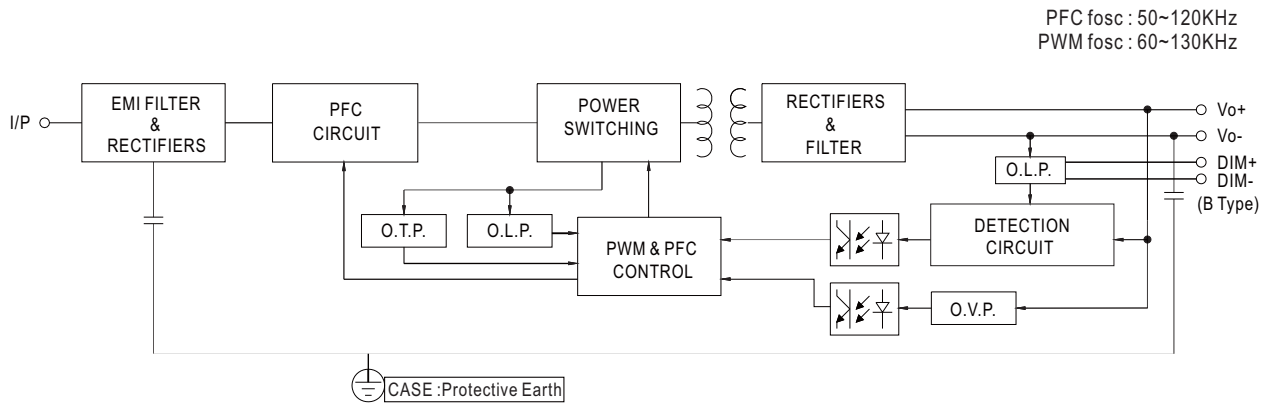 PFC fosc : 50~120KHz
PWM fosc : 60~130KHz
I/P
EMI FILTER
&
RECTIFIERS
PFC
CIRCUIT
POWER
SWITCHING
RECTIFIERS
&
FILTER
Vo+
Vo-
DIM+
DIM-
(B Type)
O.L.P.
O.T.P.
O.L.P.
PWM & PFC
CONTROL
DETECTION
CIRCUIT
O.V.P.
CASE :Protective Earth